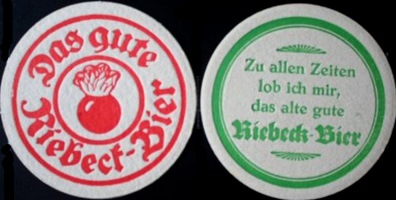 Das gute
Riebeck-Bier
Zu allen Zeiten
lob ich mir,
das alte gute
Riebeck-Bier